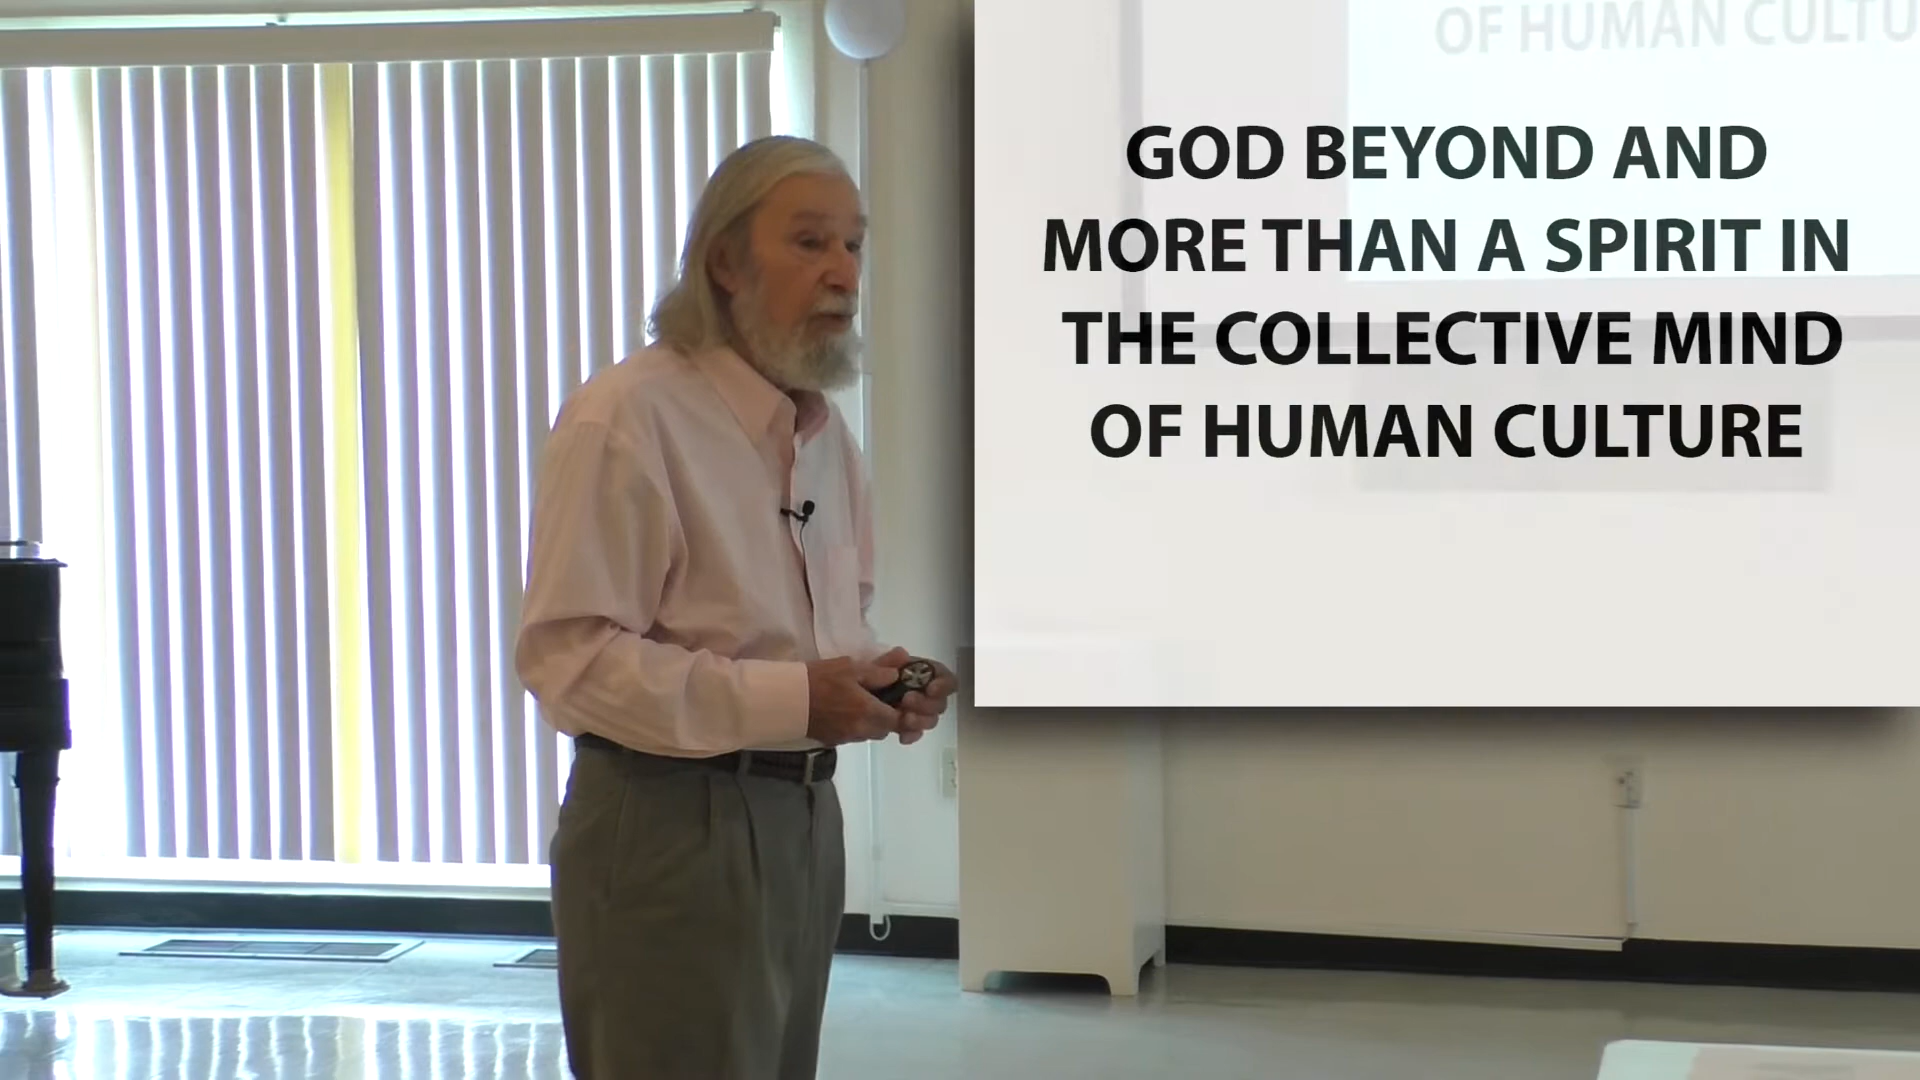 OF HUMAN CULTU
GOD BEYOND AND
MORE THAN A SPIRIT IN
THE COLLECTIVE MIND
OF HUMAN CULTURE